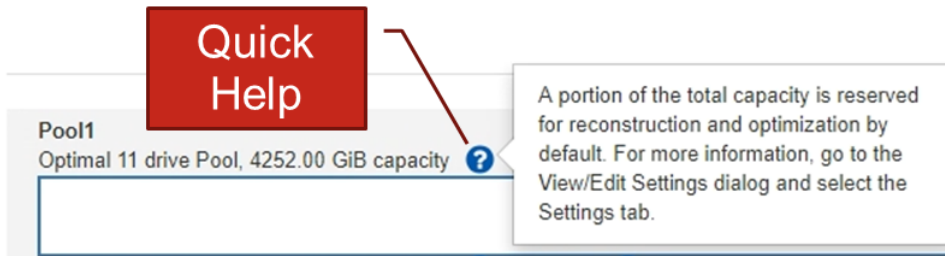 Quick
Help
A portion of the total capacity is reserved
for reconstruction and optimization by
default. For more information, go to the
View/Edit Settings dialog and select the
Settings tab.
Pool1
Optimal 11 drive Pool, 4252.00 GiB capacity ?